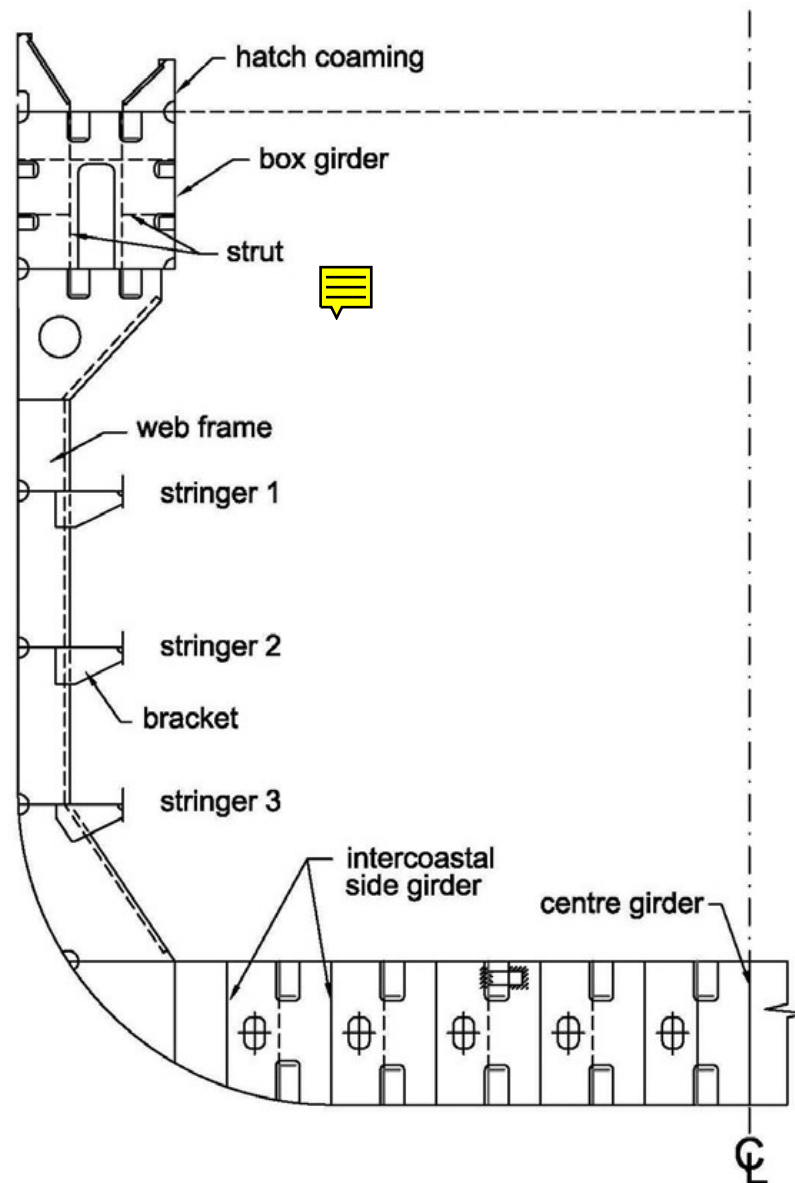 hatch coaming
box girder
strut
web frame
stringer 1
stringer 2
bracket
stringer 3
intercoastal
side girder
centre girder
CL